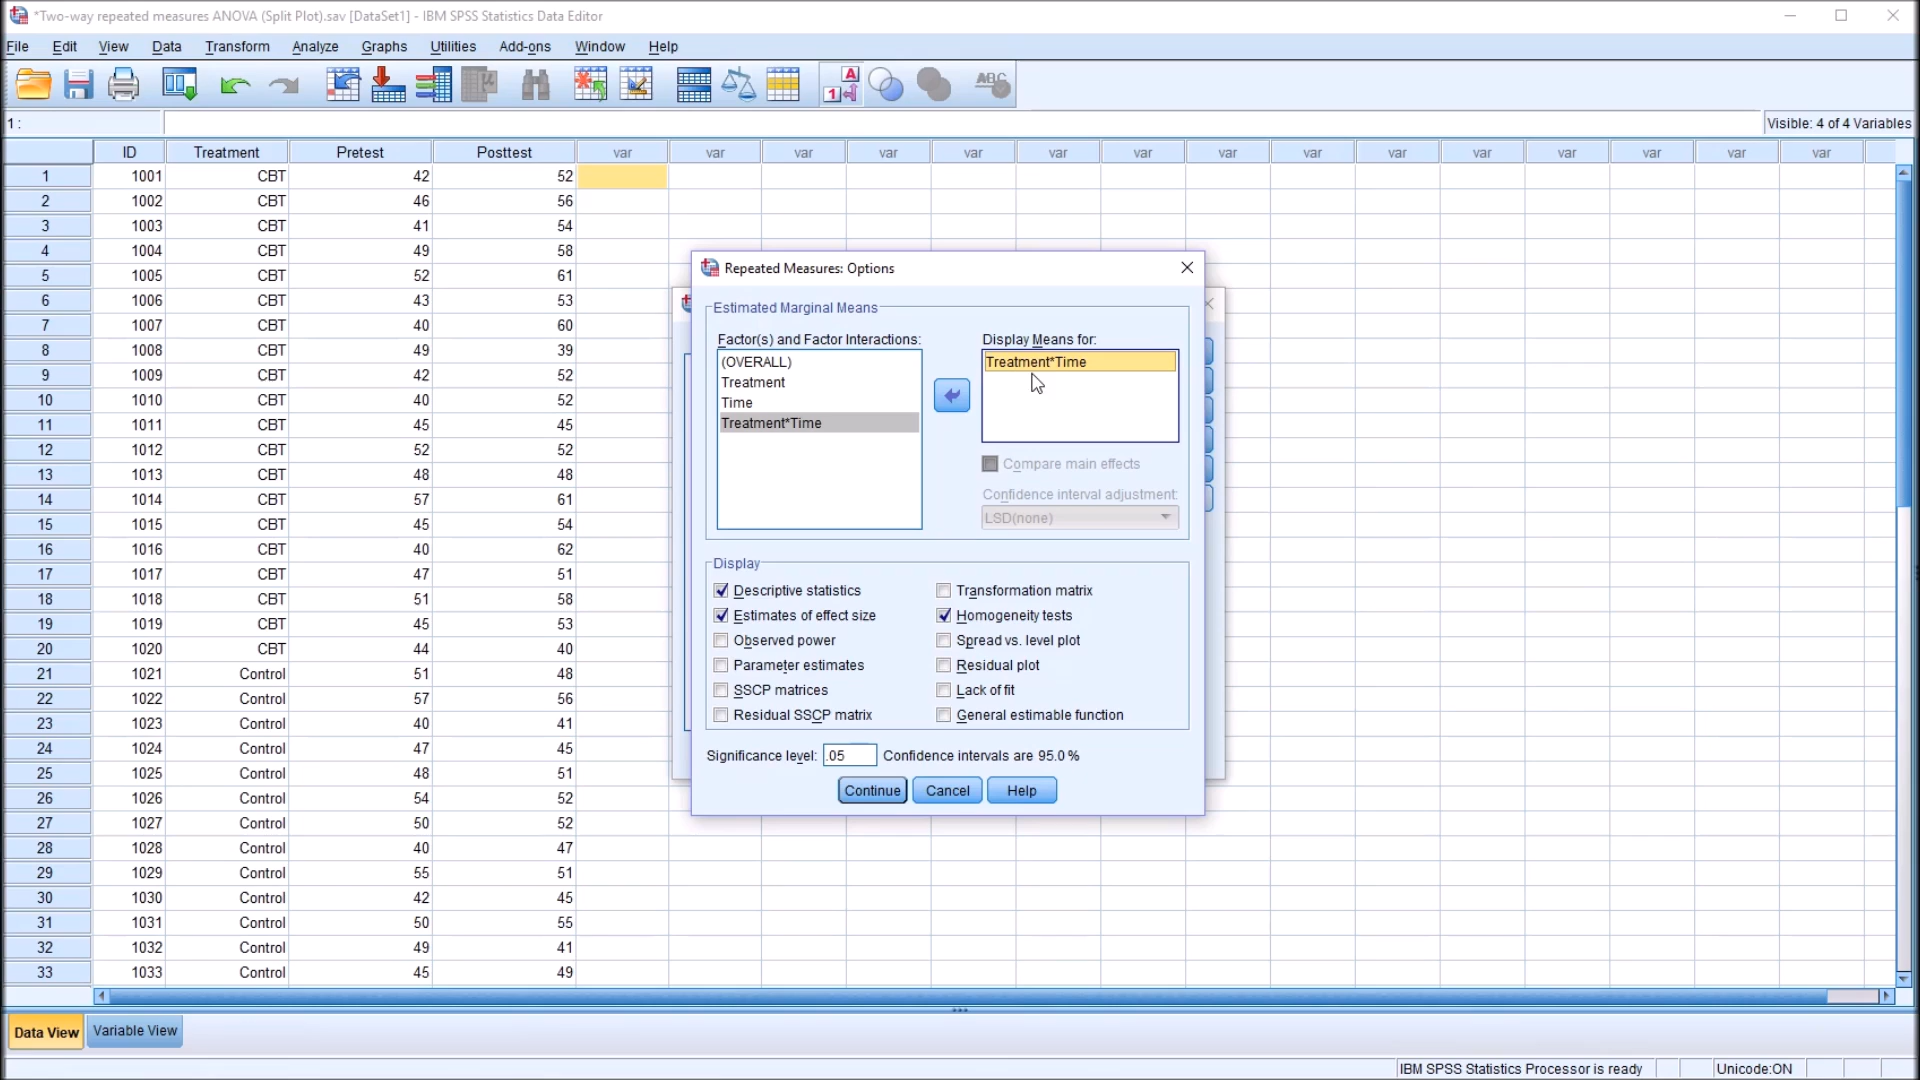 *Two-way repeated measures ANOVA (Split Plot).sav [DataSet1] - IBM SPSS Statistics Data Editor
File Edit View Data Transform Analyze Graphs Utilities Add-ons Window Help
1 :
Visible: 4 of 4 Variables
ID Treatment Pretest Posttest var var var var var var var var var var var var var var var
1 1001 CBT 42 52
2 1002 CBT 46 56
3 1003 CBT 41 54
4 1004 CBT 49 58
5 1005 CBT 52 61
6 1006 CBT 43 53
7 1007 CBT 40 60
8 1008 CBT 49 39
9 1009 CBT 42 52
10 1010 CBT 40 52
11 1011 CBT 45 45
12 1012 CBT 52 52
13 1013 CBT 48 48
14 1014 CBT 57 61
15 1015 CBT 45 54
16 1016 CBT 40 62
17 1017 CBT 47 51
18 1018 CBT 51 58
19 1019 CBT 45 53
20 1020 CBT 44 40
21 1021 Control 51 48
22 1022 Control 57 56
23 1023 Control 40 41
24 1024 Control 47 45
25 1025 Control 48 51
26 1026 Control 54 52
27 1027 Control 50 52
28 1028 Control 40 47
29 1029 Control 55 51
30 1030 Control 42 45
31 1031 Control 50 55
32 1032 Control 49 41
33 1033 Control 45 49
Repeated Measures: Options
Estimated Marginal Means
Factor(s) and Factor Interactions:
(OVERALL)
Treatment
Time
Treatment*Time
Display Means for:
Treatment*Time
Compare main effects
Confidence interval adjustment:
LSD(none)
Display
Descriptive statistics
Estimates of effect size
Observed power
Parameter estimates
SSCP matrices
Residual SSCP matrix
Transformation matrix
Homogeneity tests
Spread vs. level plot
Residual plot
Lack of fit
General estimable function
Significance level: .05 Confidence intervals are 95.0 %
Continue Cancel Help
Data View Variable View
IBM SPSS Statistics Processor is ready
Unicode:ON